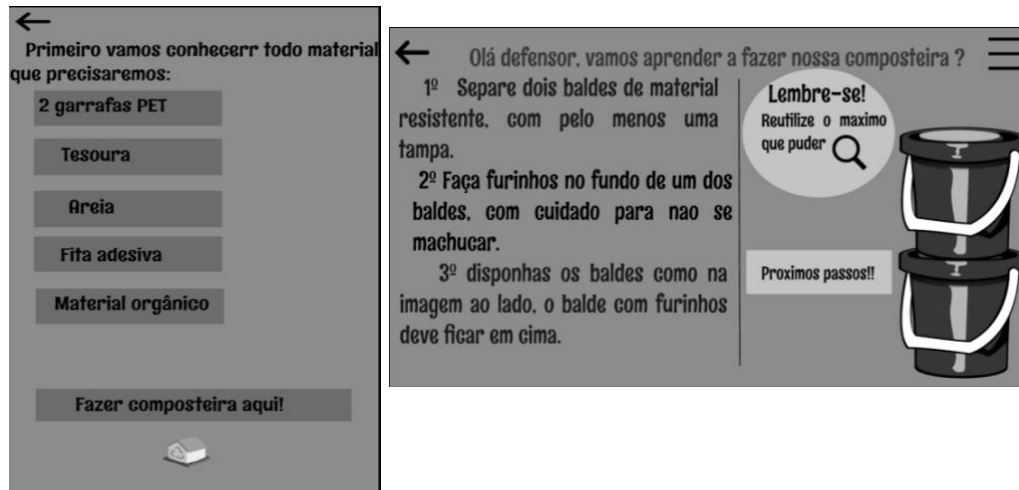 Primeiro vamos conhecerr todo material
que precisaremos:
2 garrafas PET
Tesoura
Areia
Fita adesiva
Material orgânico
Fazer composteira aqui!
Olá defensor, vamos aprender a fazer nossa composteira ?
1º Separe dois baldes de material
resistente, com pelo menos uma
tampa.
2º Faça furinhos no fundo de um dos
baldes, com cuidado para nao se
machucar.
3º disponhas os baldes como na
imagem ao lado, o balde com furinhos
deve ficar em cima.
Lembre-se!
Reutilize o maximo
que puder
Proximos passos!!